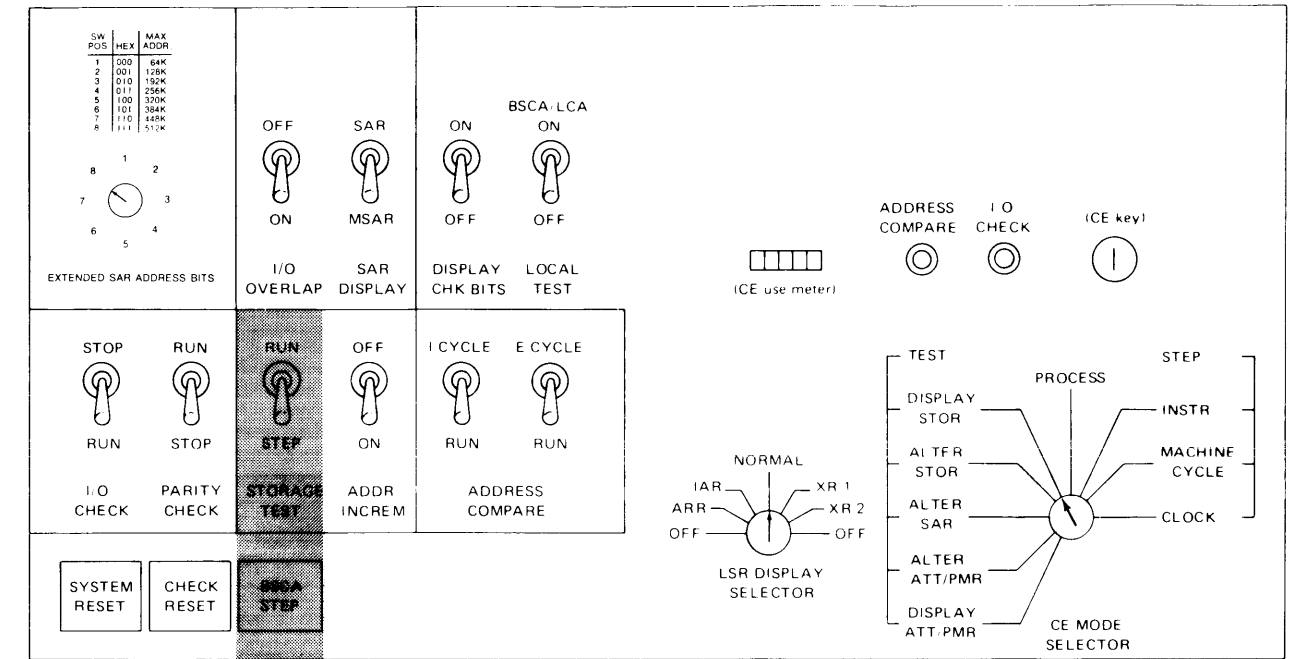 SW POS HEX MAX ADDR.
1 000 64K
2 001 128K
3 010 192K
4 011 256K
5 100 320K
6 101 384K
7 110 448K
8 111 512K
1
8 2
7 3
6 4
5
EXTENDED SAR ADDRESS BITS
OFF
ON
I/O
OVERLAP
SAR
MSAR
SAR
DISPLAY
ON
OFF
DISPLAY
CHK BITS
BSCA/LCA
ON
OFF
LOCAL
TEST
(CE use meter)
ADDRESS
COMPARE
I O
CHECK
(CE key)
STOP
RUN
I/O
CHECK
RUN
STOP
PARITY
CHECK
RUN
STEP
STORAGE
TEST
OFF
ON
ADDR
INCREM
I CYCLE
RUN
E CYCLE
RUN
ADDRESS
COMPARE
SYSTEM
RESET
CHECK
RESET
BSCA
STEP
NORMAL
IAR
ARR
OFF
XR 1
XR 2
OFF
LSR DISPLAY
SELECTOR
TEST
DISPLAY
STOR
ALTER
STOR
ALTER
SAR
ALTER
ATT/PMR
DISPLAY
ATT/PMR
PROCESS
STEP
INSTR
MACHINE
CYCLE
CLOCK
CE MODE
SELECTOR